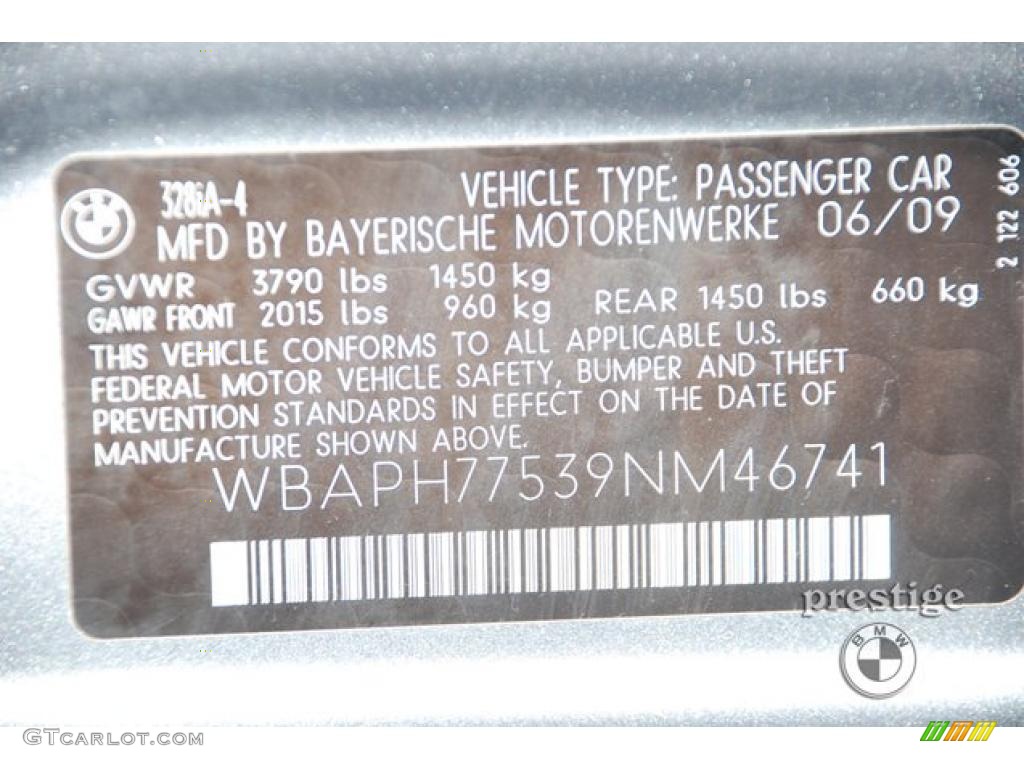 328iA-4 VEHICLE TYPE: PASSENGER CAR
MFD BY BAYERISCHE MOTORENWERKE 06/09
GVWR 3790 lbs 1450 kg
GAWR FRONT 2015 lbs 960 kg REAR 1450 lbs 660 kg
THIS VEHICLE CONFORMS TO ALL APPLICABLE U.S.
FEDERAL MOTOR VEHICLE SAFETY, BUMPER AND THEFT
PREVENTION STANDARDS IN EFFECT ON THE DATE OF
MANUFACTURE SHOWN ABOVE.
WBAPH77539NM46741
2 122 606
prestige
BMW
GTCARLOT.COM